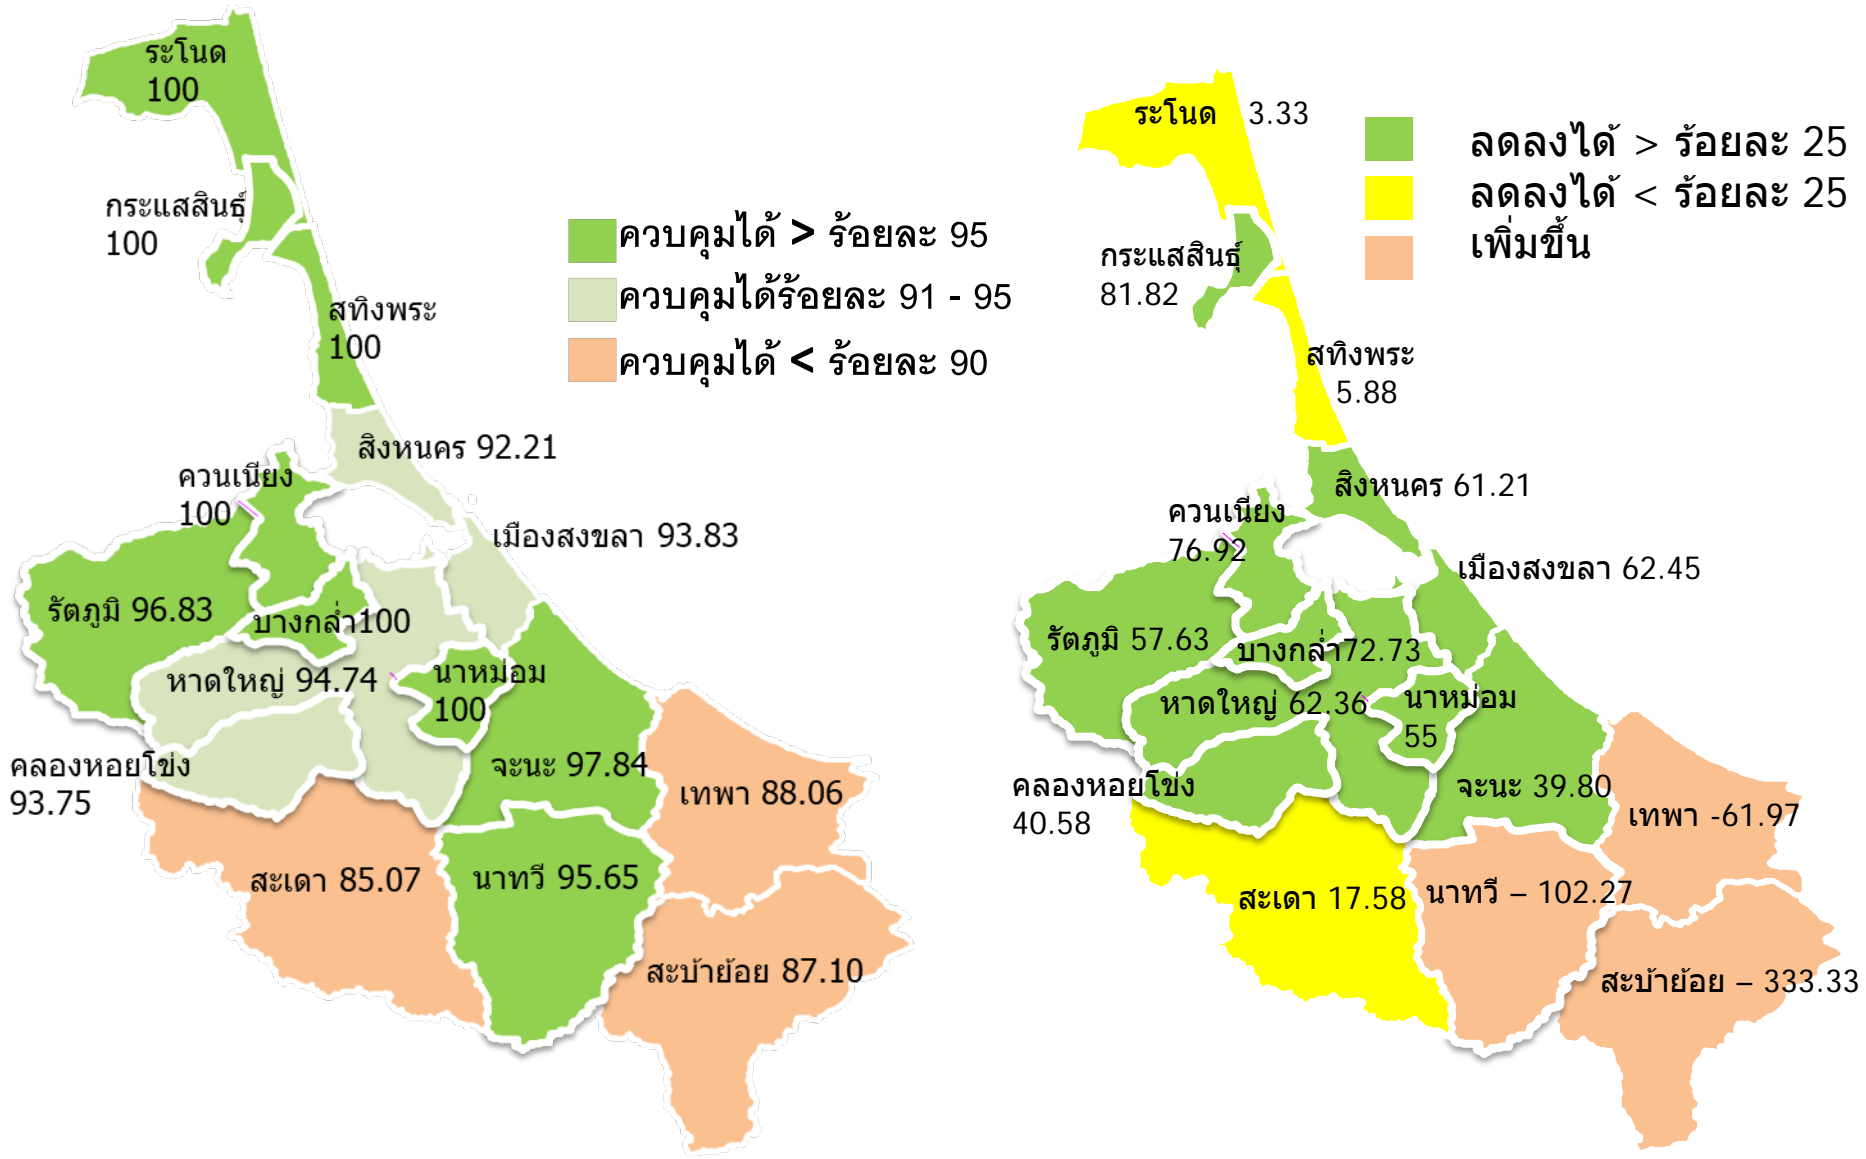 ระโนด
100
กระแสสินธุ์
100
สทิงพระ
100
ควบคุมได้ > ร้อยละ 95
ควบคุมได้ร้อยละ 91 - 95
ควบคุมได้ < ร้อยละ 90
สิงหนคร 92.21
ควนเนียง
100
เมืองสงขลา 93.83
รัตภูมิ 96.83
บางกล่ำ100
หาดใหญ่ 94.74
นาหม่อม
100
คลองหอยโข่ง
93.75
จะนะ 97.84
เทพา 88.06
สะเดา 85.07
นาทวี 95.65
สะบ้าย้อย 87.10
ระโนด 3.33
ลดลงได้ > ร้อยละ 25
ลดลงได้ < ร้อยละ 25
เพิ่มขึ้น
กระแสสินธุ์
81.82
สทิงพระ
5.88
สิงหนคร 61.21
ควนเนียง
76.92
เมืองสงขลา 62.45
รัตภูมิ 57.63
บางกล่ำ72.73
หาดใหญ่ 62.36
นาหม่อม
55
คลองหอยโข่ง
40.58
จะนะ 39.80
เทพา -61.97
สะเดา 17.58
นาทวี – 102.27
สะบ้าย้อย – 333.33